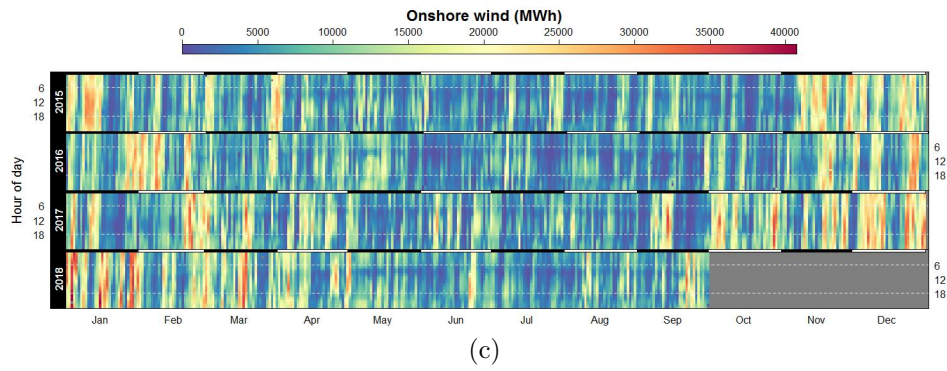 Onshore wind (MWh)
0 5000 10000 15000 20000 25000 30000 35000 40000
Hour of day
6 12 18 2015
2016 6 12 18
6 12 18 2017
2018 6 12 18
Jan Feb Mar Apr May Jun Jul Aug Sep Oct Nov Dec
(c)